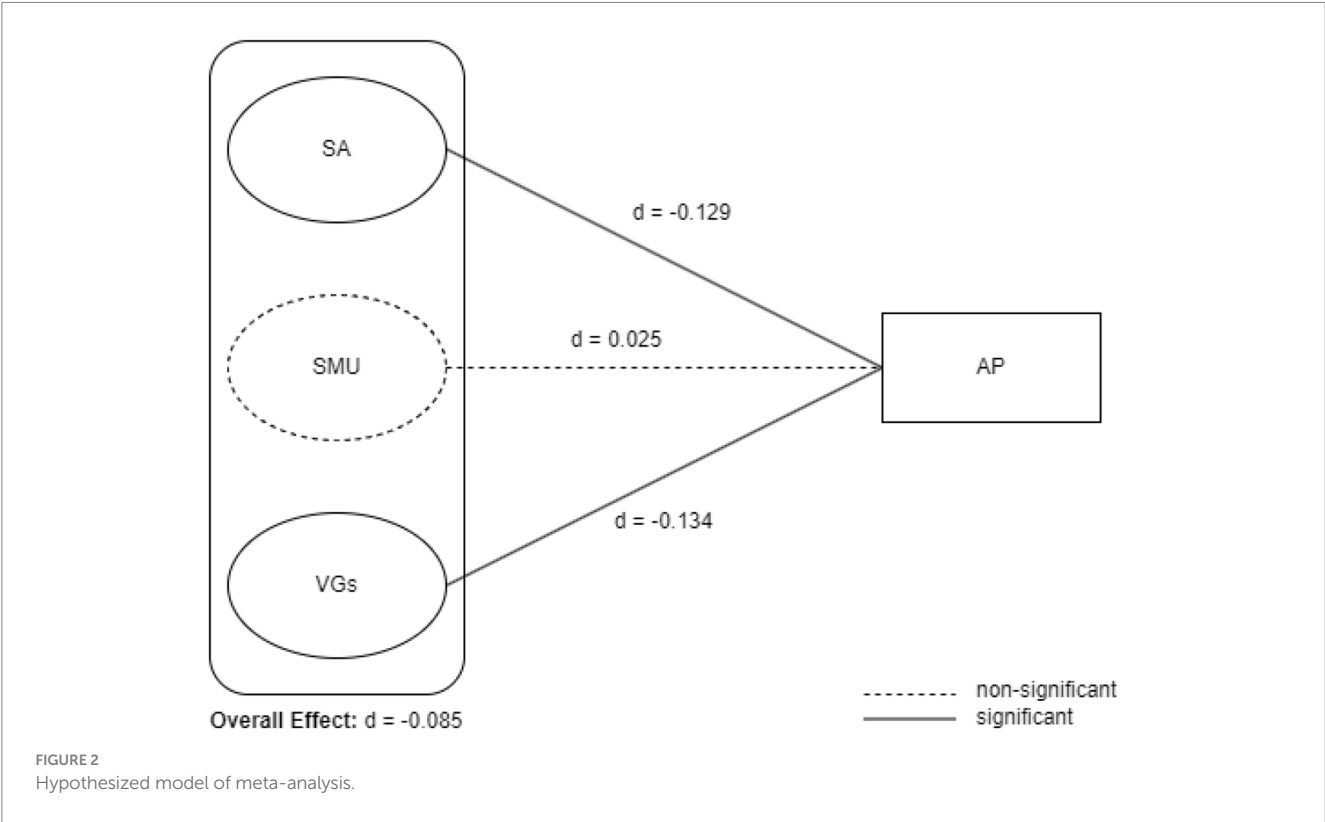 SA
d = -0.129
SMU
d = 0.025
AP
VGs
d = -0.134
Overall Effect: d = -0.085
non-significant
significant
FIGURE 2
Hypothesized model of meta-analysis.